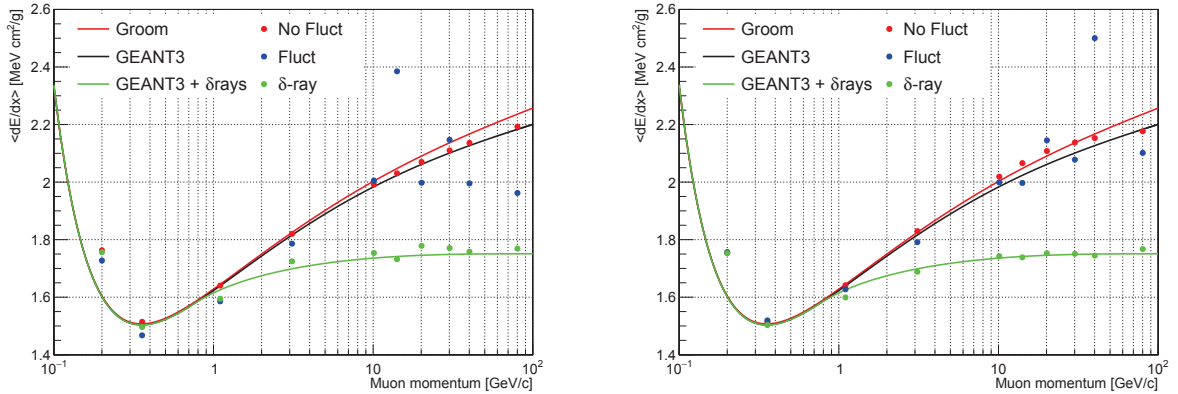 <dE/dx> [MeV cm²/g]
2.6
2.4
2.2
2
1.8
1.6
1.4
Groom
GEANT3
GEANT3 + δrays
No Fluct
Fluct
δ-ray
10⁻¹
1
10
10²
Muon momentum [GeV/c]
<dE/dx> [MeV cm²/g]
2.6
2.4
2.2
2
1.8
1.6
1.4
Groom
GEANT3
GEANT3 + δrays
No Fluct
Fluct
δ-ray
10⁻¹
1
10
10²
Muon momentum [GeV/c]